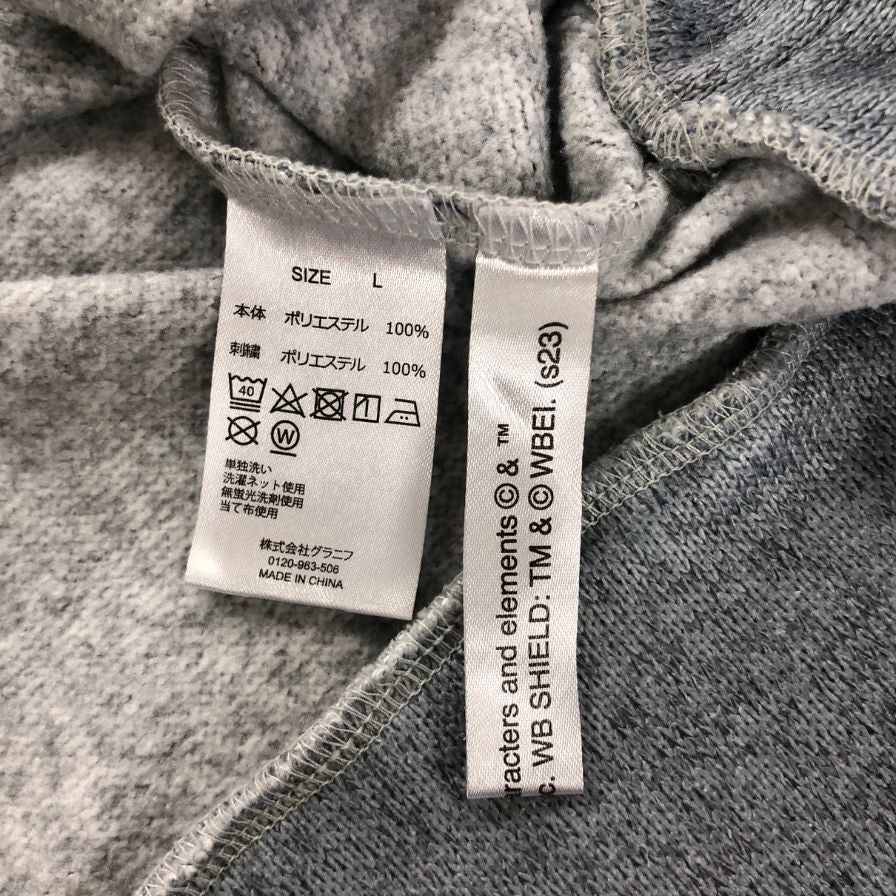 SIZE L
本体 ポリエステル 100%
刺繍 ポリエステル 100%
40
W
単独洗い
洗濯ネット使用
無蛍光洗剤使用
当て布使用
株式会社グラニフ
0120-963-506
MADE IN CHINA
and elements © & ™
WB SHIELD: TM & © WBEI. (s23)